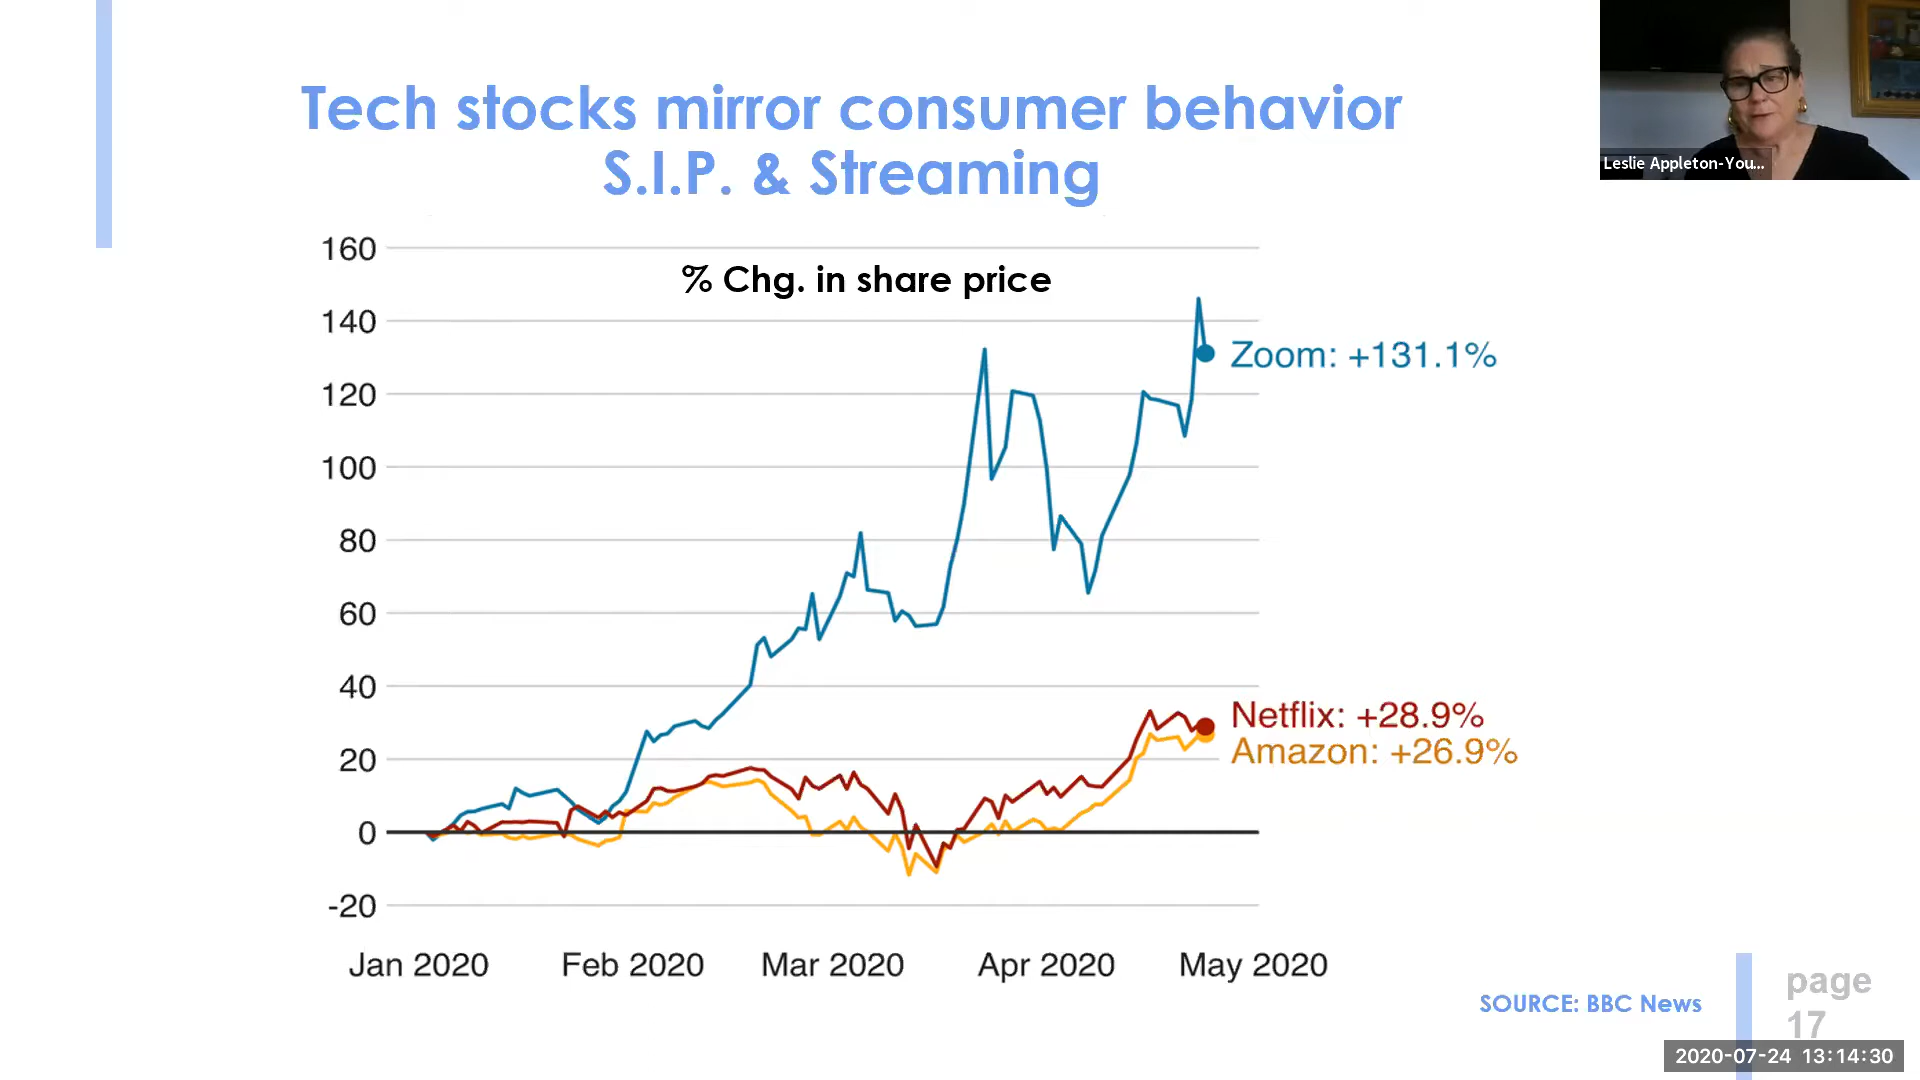 Tech stocks mirror consumer behavior
S.I.P. & Streaming
Leslie Appleton-You...
% Chg. in share price
160
140
120
100
80
60
40
20
0
-20
Zoom: +131.1%
Netflix: +28.9%
Amazon: +26.9%
Jan 2020 Feb 2020 Mar 2020 Apr 2020 May 2020
SOURCE: BBC News
page
17
2020-07-24 13:14:30